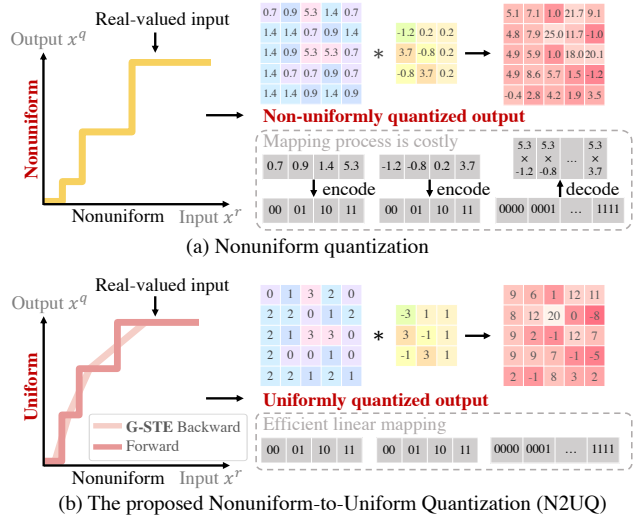 Real-valued input
Output x^q
Nonuniform
Nonuniform
Input x^r
0.7 0.9 5.3 1.4 0.7
1.4 1.4 0.7 0.9 1.4
1.4 0.9 5.3 5.3 0.7
1.4 0.7 0.7 0.9 0.7
1.4 1.4 0.9 1.4 0.9
*
-1.2 0.2 0.2
3.7 -0.8 0.2
-0.8 3.7 0.2
5.1 7.1 1.0 21.7 9.1
4.8 7.9 25.0 11.7 -1.0
4.9 5.9 1.0 18.0 20.1
4.9 8.6 5.7 1.5 -1.2
-0.4 2.8 4.2 1.9 3.5
Non-uniformly quantized output
Mapping process is costly
0.7 0.9 1.4 5.3
encode
00 01 10 11
-1.2 -0.8 0.2 3.7
encode
00 01 10 11
5.3 5.3 ... 5.3
× × ×
-1.2 -0.8 3.7
decode
0000 0001 ... 1111
(a) Nonuniform quantization
Real-valued input
Output x^q
Uniform
G-STE Backward
Forward
Nonuniform
Input x^r
0 1 3 2 0
2 2 0 1 2
2 1 3 3 0
2 0 0 1 0
2 2 1 2 1
*
-3 1 1
3 -1 1
-1 3 1
9 6 1 12 11
8 12 20 0 -8
9 2 -1 12 7
9 9 7 -1 -5
2 -1 8 3 2
Uniformly quantized output
Efficient linear mapping
00 01 10 11
00 01 10 11
0000 0001 ... 1111
(b) The proposed Nonuniform-to-Uniform Quantization (N2UQ)